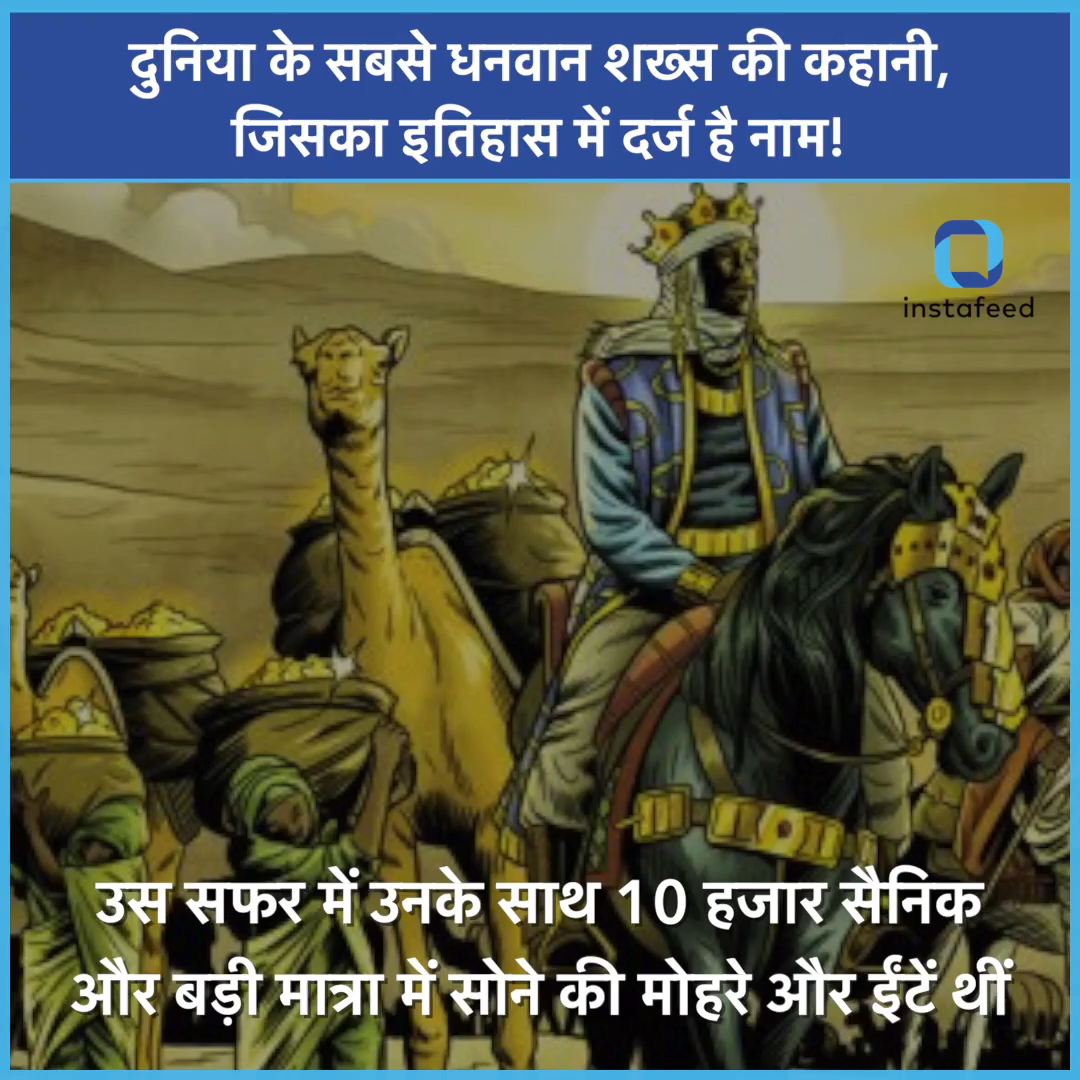 दुनिया के सबसे धनवान शख्स की कहानी,
जिसका इतिहास में दर्ज है नाम!
instafeed
उस सफर में उनके साथ 10 हजार सैनिक
और बड़ी मात्रा में सोने की मोहरे और ईंटें थीं